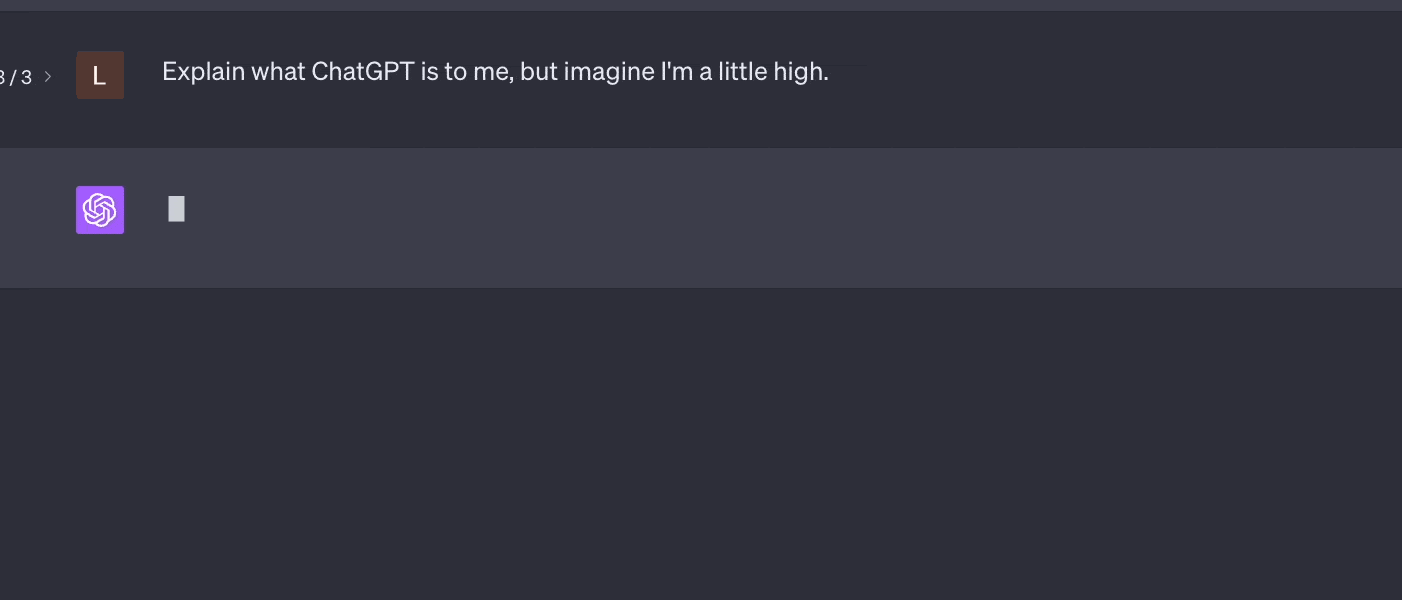 3 / 3 >
L
Explain what ChatGPT is to me, but imagine I'm a little high.